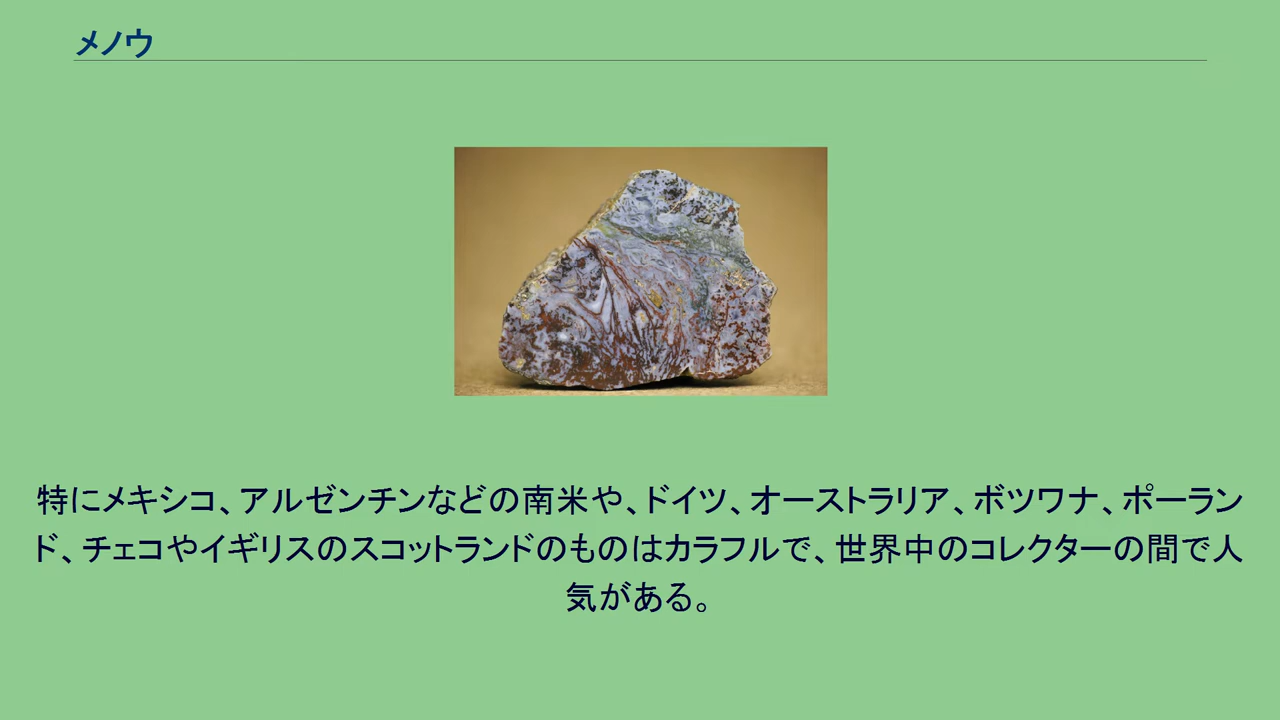 メノウ
特にメキシコ、アルゼンチンなどの南米や、ドイツ、オーストラリア、ボツワナ、ポーラン
ド、チェコやイギリスのスコットランドのものはカラフルで、世界中のコレクターの間で人
気がある。